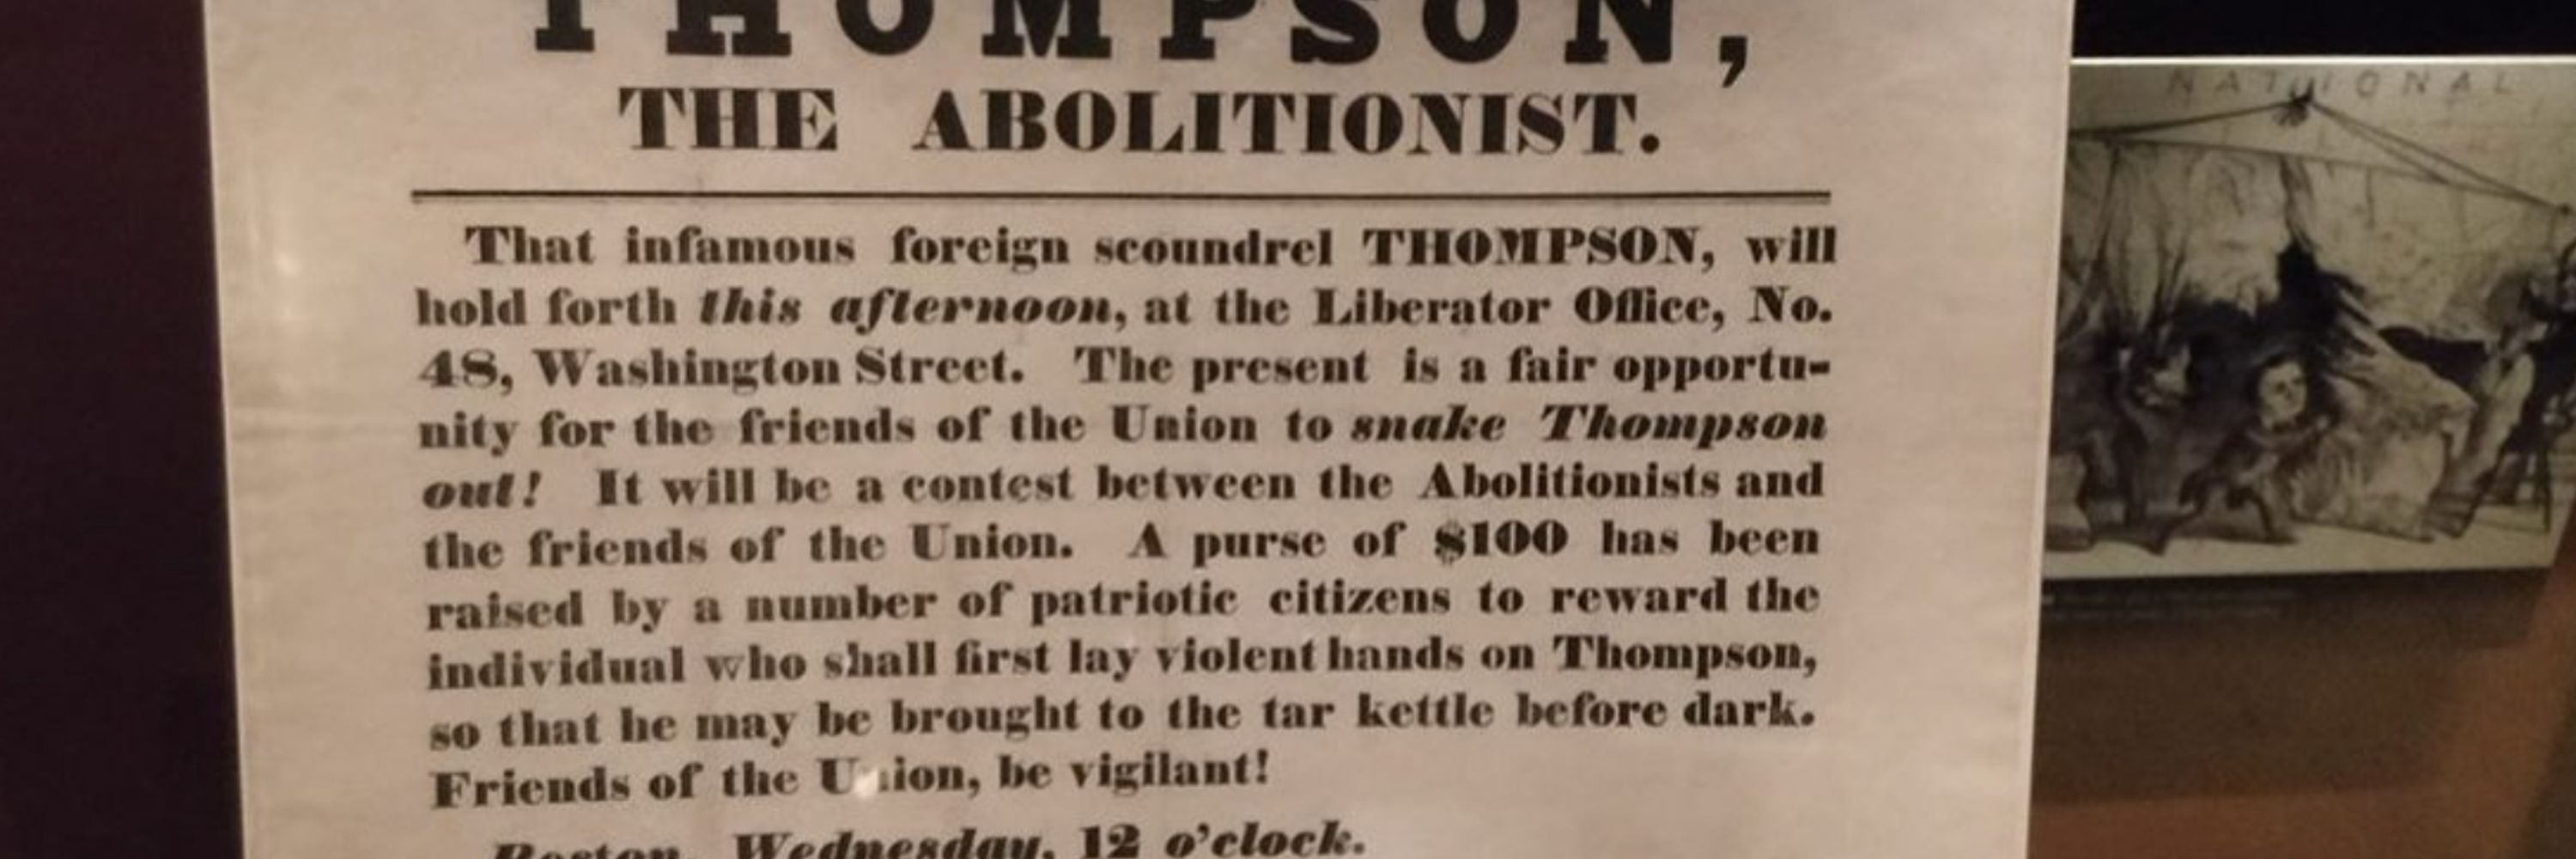 THOMPSON,
THE ABOLITIONIST.
That infamous foreign scoundrel THOMPSON, will
hold forth this afternoon, at the Liberator Office, No.
48, Washington Street. The present is a fair opportu-
nity for the friends of the Union to snake Thompson
out! It will be a contest between the Abolitionists and
the friends of the Union. A purse of $100 has been
raised by a number of patriotic citizens to reward the
individual who shall first lay violent hands on Thompson,
so that he may be brought to the tar kettle before dark.
Friends of the Union, be vigilant!
Boston, Wednesday, 12 o'clock.
NATIONAL